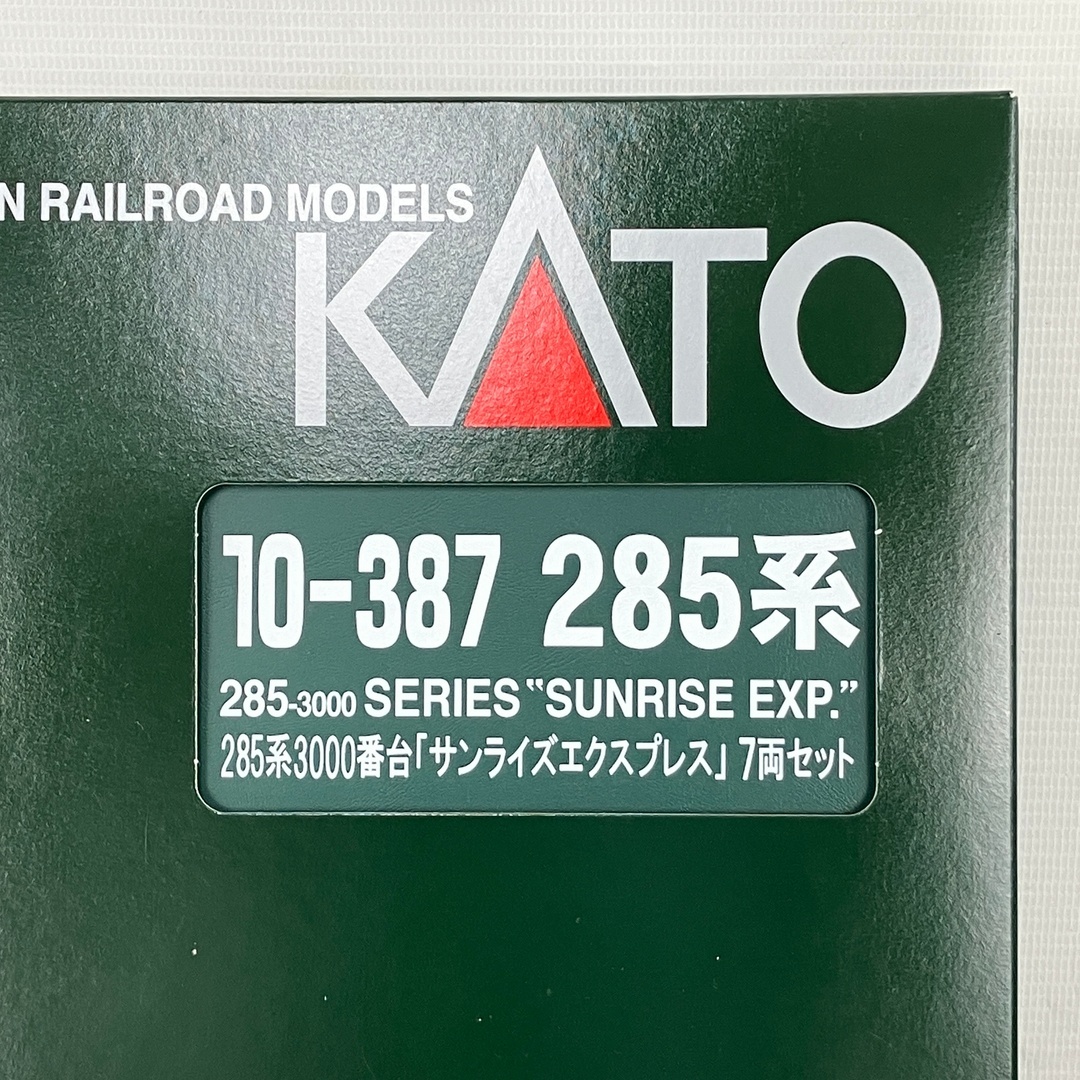 N RAILROAD MODELS
KATO
10-387 285系
285-3000 SERIES “SUNRISE EXP.”
285系3000番台「サンライズエクスプレス」 7両セット